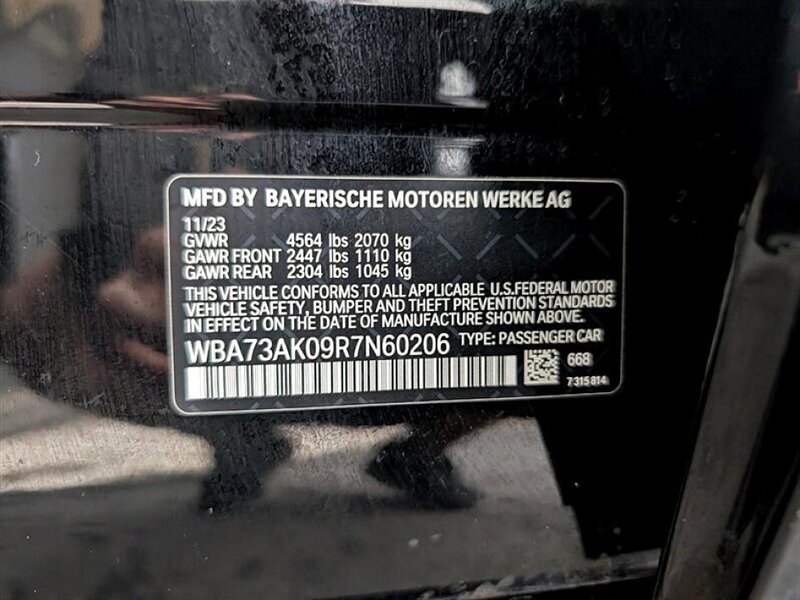 MFD BY BAYERISCHE MOTOREN WERKE AG
11/23
GVWR 4564 lbs 2070 kg
GAWR FRONT 2447 lbs 1110 kg
GAWR REAR 2304 lbs 1045 kg
THIS VEHICLE CONFORMS TO ALL APPLICABLE U.S.FEDERAL MOTOR
VEHICLE SAFETY, BUMPER AND THEFT PREVENTION STANDARDS
IN EFFECT ON THE DATE OF MANUFACTURE SHOWN ABOVE.
WBA73AK09R7N60206 TYPE: PASSENGER CAR
668
7 315 814